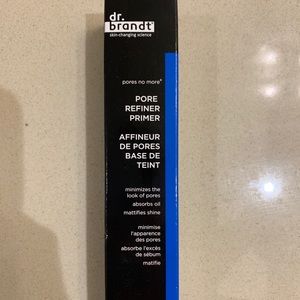 dr.
brandt®
skin-changing science
pores no more®
PORE
REFINER
PRIMER
AFFINEUR
DE PORES
BASE DE
TEINT
minimizes the
look of pores
absorbs oil
mattifies shine
minimise
l'apparence
des pores
absorbe l'excès
de sébum
matifie